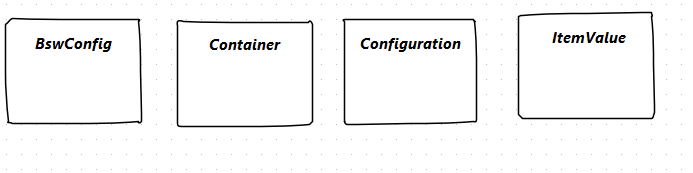 BswConfig
Container
Configuration
ItemValue